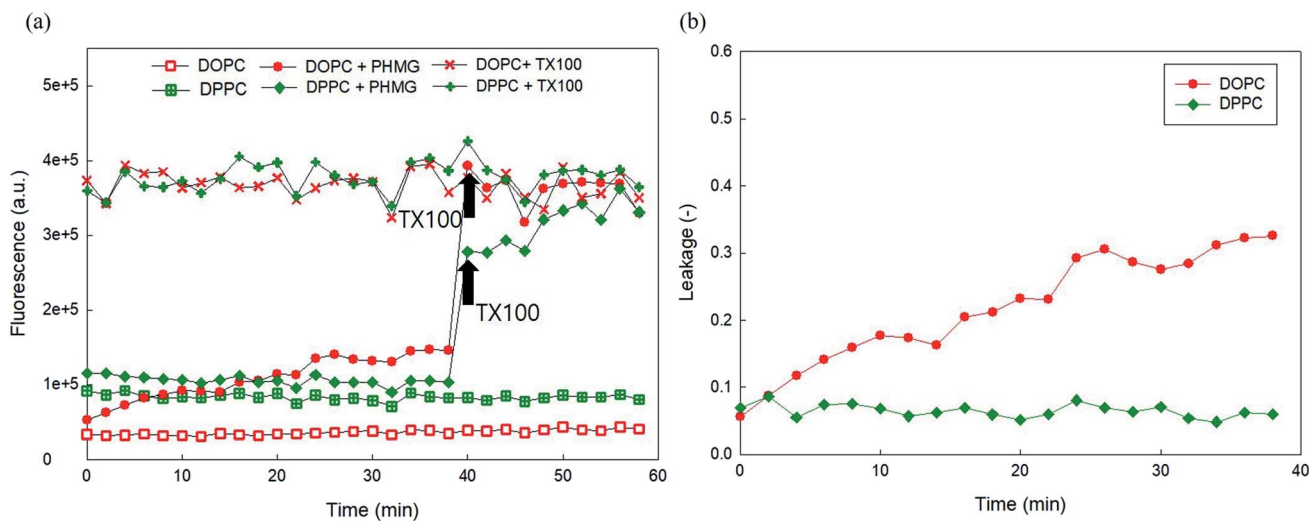 (a)
(b)
DOPC
DOPC + PHMG
DOPC+ TX100
DPPC
DPPC + PHMG
DPPC + TX100
5e+5
4e+5
3e+5
2e+5
1e+5
0
Fluorescence (a.u.)
TX100
TX100
0
10
20
30
40
50
60
Time (min)
0.6
0.5
0.4
0.3
0.2
0.1
0.0
Leakage (-)
DOPC
DPPC
0
10
20
30
40
Time (min)